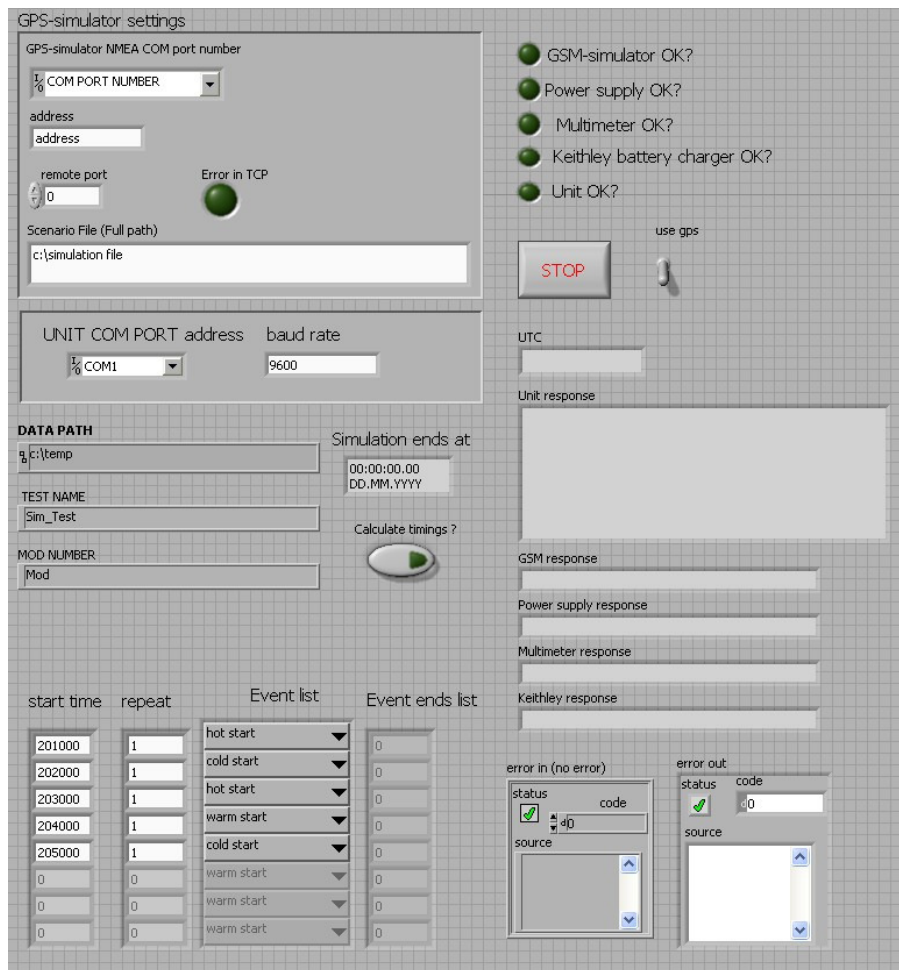 GPS-simulator settings
GPS-simulator NMEA COM port number
COM PORT NUMBER
address
address
remote port
Error in TCP
0
Scenario File (Full path)
c:\simulation file
GSM-simulator OK?
Power supply OK?
Multimeter OK?
Keithley battery charger OK?
Unit OK?
use gps
STOP
UNIT COM PORT address
baud rate
COM1
9600
UTC
Unit response
DATA PATH
c:\temp
TEST NAME
Sim_Test
MOD NUMBER
Mod
Simulation ends at
00:00:00.00
DD.MM.YYYY
Calculate timings ?
GSM response
Power supply response
Multimeter response
Keithley response
start time repeat Event list Event ends list
201000 1 hot start 0
202000 1 cold start 0
203000 1 hot start 0
204000 1 warm start 0
205000 1 cold start 0
0 0 warm start 0
0 0 warm start 0
0 0 warm start 0
error in (no error)
status
code
d0
source
error out
status
code
d0
source